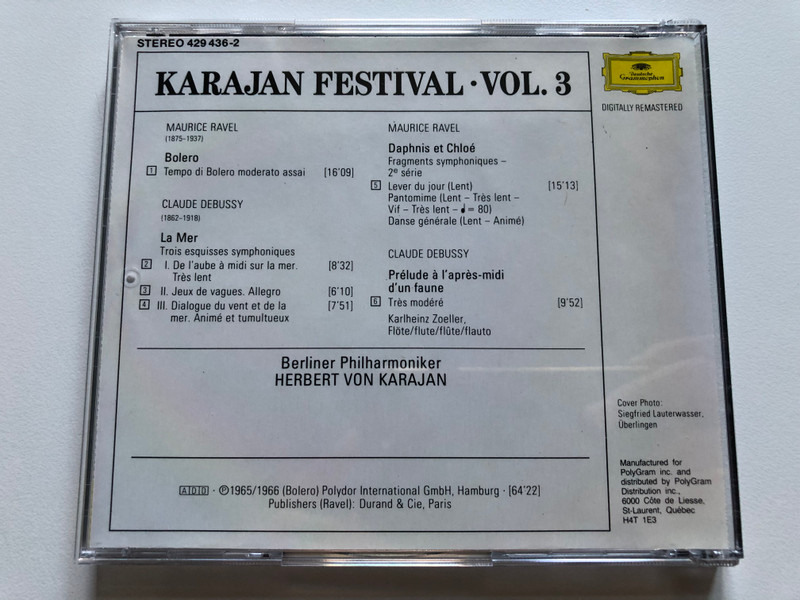 STEREO 429 436-2
KARAJAN FESTIVAL · VOL. 3
Deutsche
Grammophon
DIGITALLY REMASTERED
MAURICE RAVEL
(1875-1937)
Bolero
1 Tempo di Bolero moderato assai [16'09]
CLAUDE DEBUSSY
(1862-1918)
La Mer
Trois esquisses symphoniques
2 I. De l'aube à midi sur la mer. [8'32]
Très lent
3 II. Jeux de vagues. Allegro [6'10]
4 III. Dialogue du vent et de la [7'51]
mer. Animé et tumultueux
MAURICE RAVEL
Daphnis et Chloé
Fragments symphoniques –
2e série
5 Lever du jour (Lent) [15'13]
Pantomime (Lent – Très lent –
Vif – Très lent – ♩= 80)
Danse générale (Lent – Animé)
CLAUDE DEBUSSY
Prélude à l'après-midi
d'un faune
6 Très modéré [9'52]
Karlheinz Zoeller,
Flöte/flute/flûte/flauto
Berliner Philharmoniker
HERBERT VON KARAJAN
ADD · ℗1965/1966 (Bolero) Polydor International GmbH, Hamburg · [64'22]
Publishers (Ravel): Durand & Cie, Paris
Cover Photo:
Siegfried Lauterwasser,
Überlingen
Manufactured for
PolyGram inc. and
distributed by PolyGram
Distribution inc.,
6000 Côte de Liesse,
St-Laurent, Québec
H4T 1E3